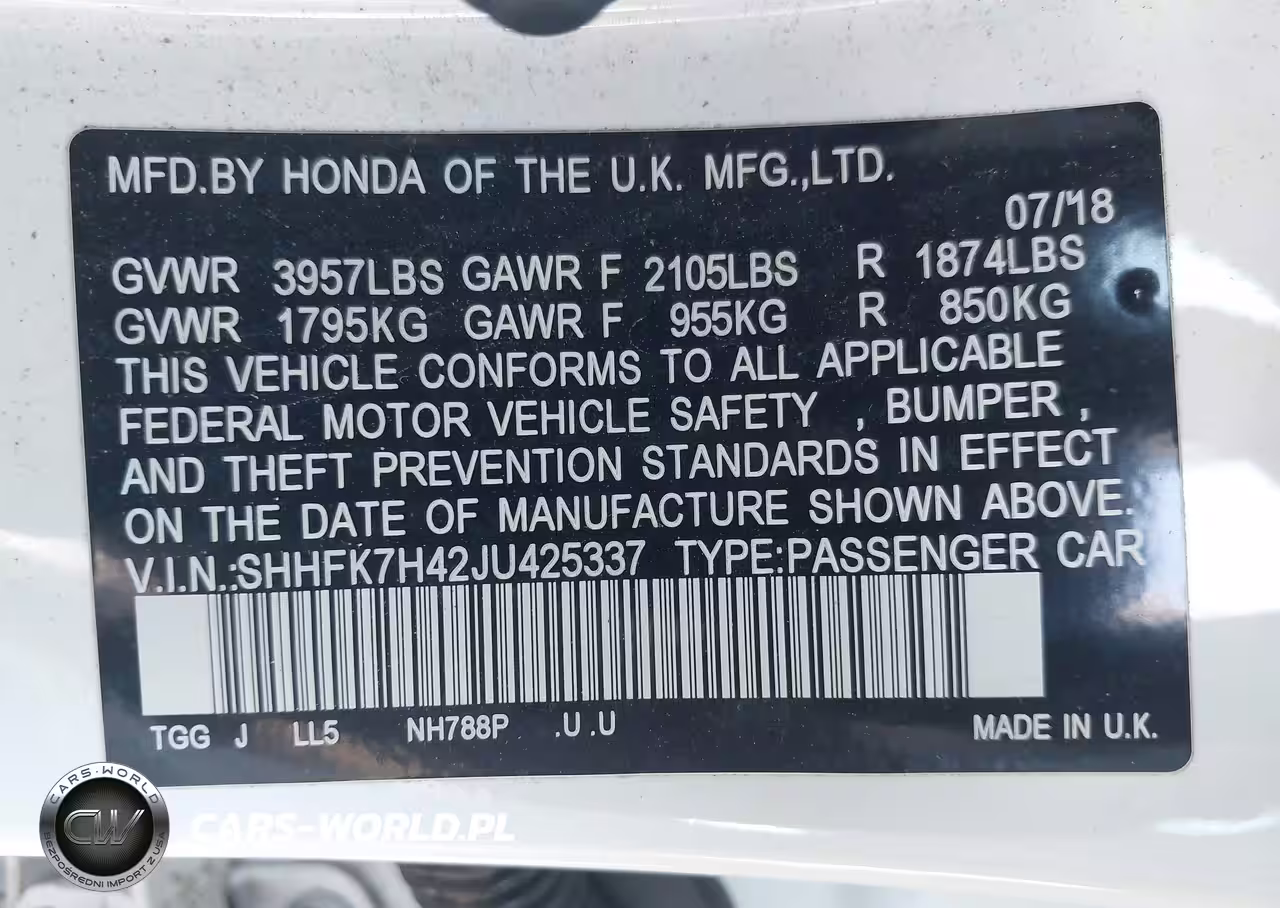 MFD.BY HONDA OF THE U.K. MFG.,LTD.
07/'18
GVWR 3957LBS GAWR F 2105LBS R 1874LBS
GVWR 1795KG GAWR F 955KG R 850KG
THIS VEHICLE CONFORMS TO ALL APPLICABLE
FEDERAL MOTOR VEHICLE SAFETY , BUMPER ,
AND THEFT PREVENTION STANDARDS IN EFFECT
ON THE DATE OF MANUFACTURE SHOWN ABOVE.
V.I.N.:SHHFK7H42JU425337 TYPE:PASSENGER CAR
TGG J LL5 NH788P .U .U MADE IN U.K.
CARS-WORLD
CW
BEZPOŚREDNI IMPORT Z USA
CARS-WORLD.PL